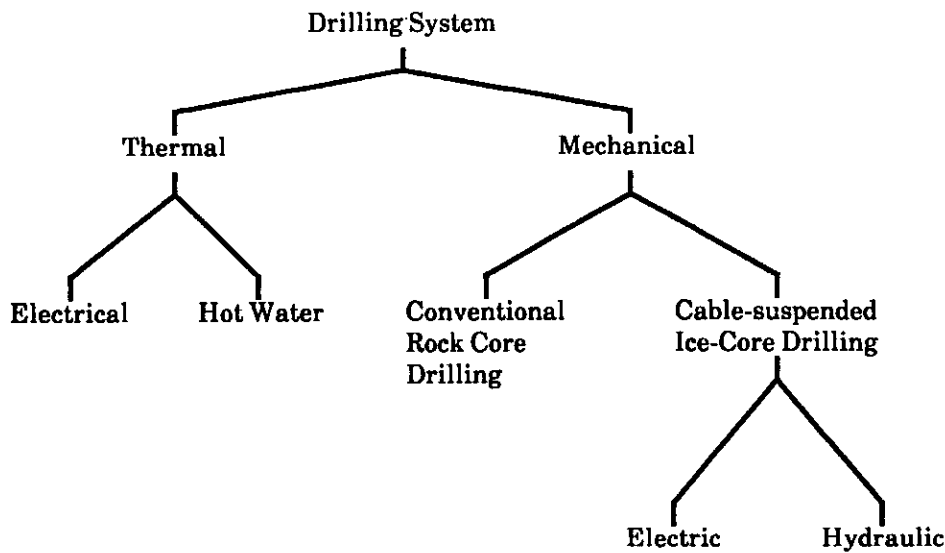 Drilling System
Thermal
Mechanical
Electrical
Hot Water
Conventional
Rock Core
Drilling
Cable-suspended
Ice-Core Drilling
Electric
Hydraulic